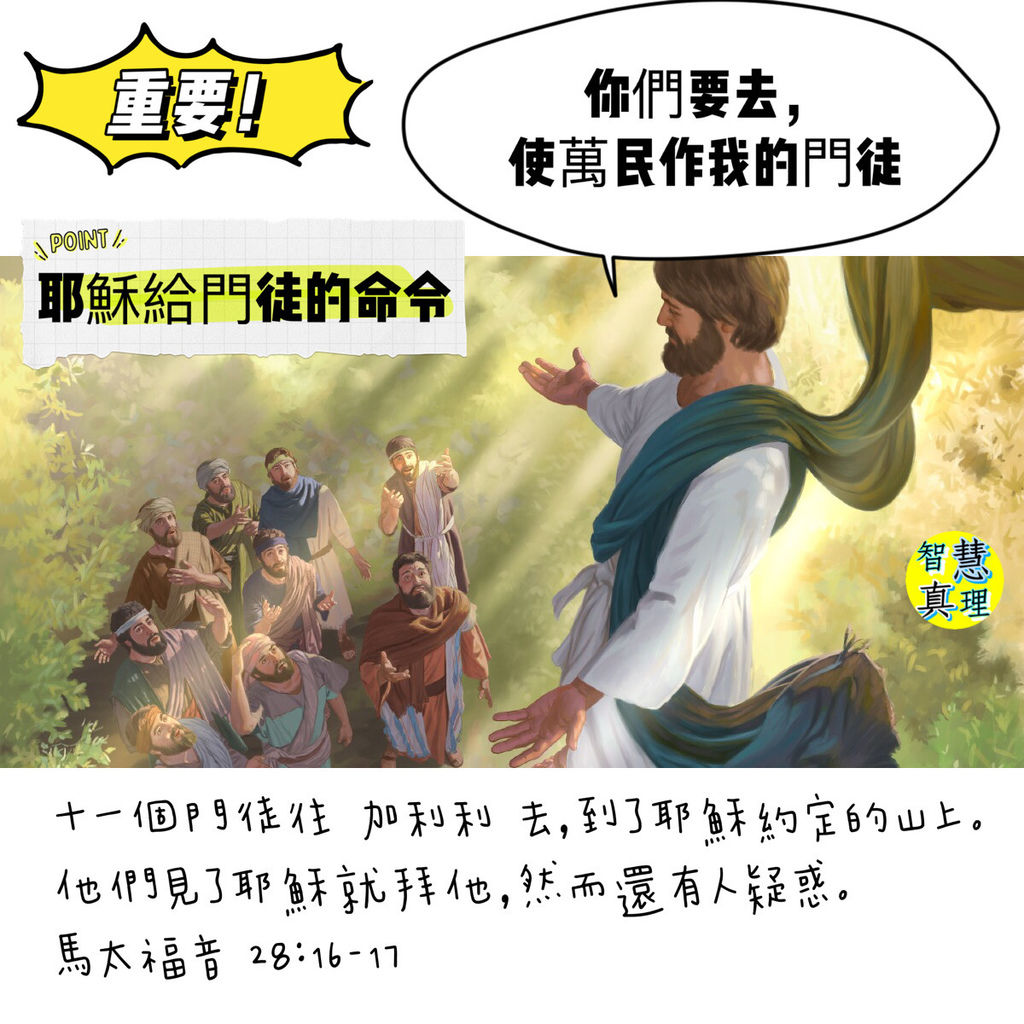 重要!
你們要去,
使萬民作我的門徒
POINT
耶穌給門徒的命令
智慧
真理
十一個門徒往 加利利 去,到了耶穌約定的山上。
他們見了耶穌就拜他,然而還有人疑惑。
馬太福音 28:16-17